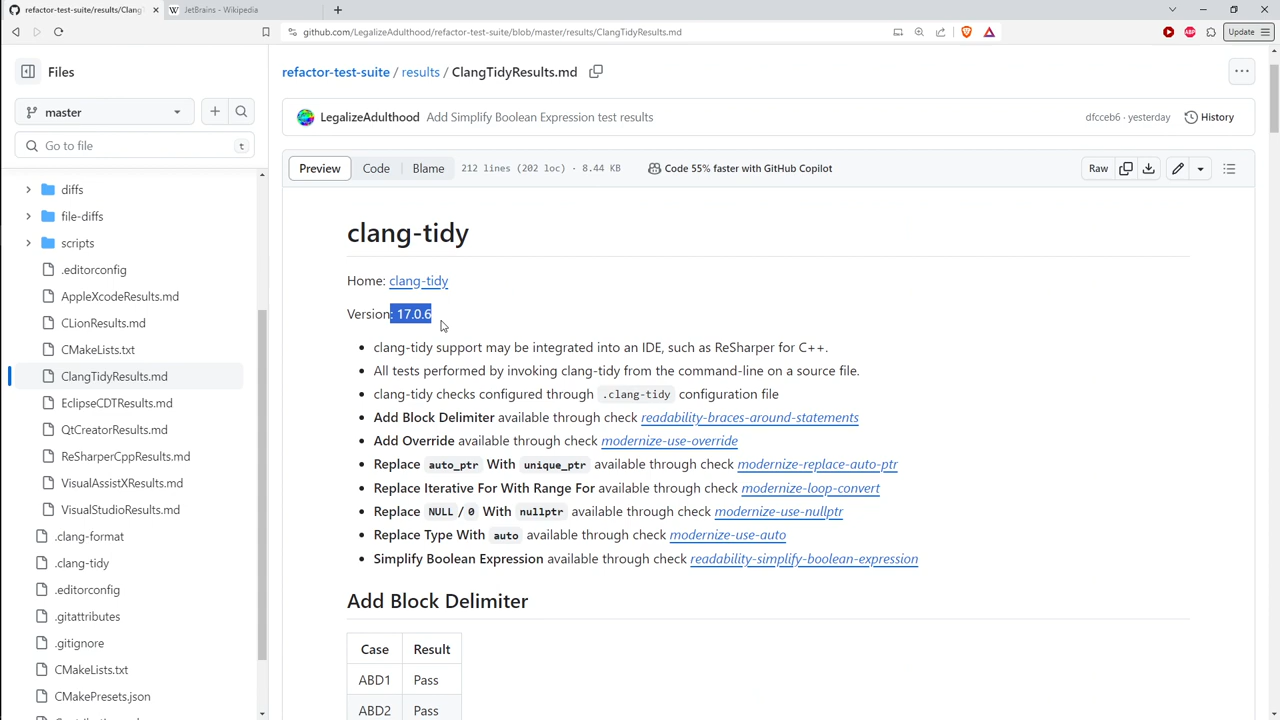 refactor-test-suite/results/Clang
JetBrains - Wikipedia
github.com/LegalizeAdulthood/refactor-test-suite/blob/master/results/ClangTidyResults.md
Update
Files
refactor-test-suite / results / ClangTidyResults.md
master
LegalizeAdulthood Add Simplify Boolean Expression test results
dfcceb6 · yesterday
History
Go to file
t
Preview
Code
Blame
212 lines (202 loc) · 8.44 KB
Code 55% faster with GitHub Copilot
Raw
diffs
file-diffs
scripts
.editorconfig
AppleXcodeResults.md
CLionResults.md
CMakeLists.txt
ClangTidyResults.md
EclipseCDTResults.md
QtCreatorResults.md
ReSharperCppResults.md
VisualAssistXResults.md
VisualStudioResults.md
.clang-format
.clang-tidy
.editorconfig
.gitattributes
.gitignore
CMakeLists.txt
CMakePresets.json
clang-tidy
Home: clang-tidy
Version: 17.0.6
• clang-tidy support may be integrated into an IDE, such as ReSharper for C++.
• All tests performed by invoking clang-tidy from the command-line on a source file.
• clang-tidy checks configured through .clang-tidy configuration file
• Add Block Delimiter available through check readability-braces-around-statements
• Add Override available through check modernize-use-override
• Replace auto_ptr With unique_ptr available through check modernize-replace-auto-ptr
• Replace Iterative For With Range For available through check modernize-loop-convert
• Replace NULL / 0 With nullptr available through check modernize-use-nullptr
• Replace Type With auto available through check modernize-use-auto
• Simplify Boolean Expression available through check readability-simplify-boolean-expression
Add Block Delimiter
Case Result
ABD1 Pass
ABD2 Pass